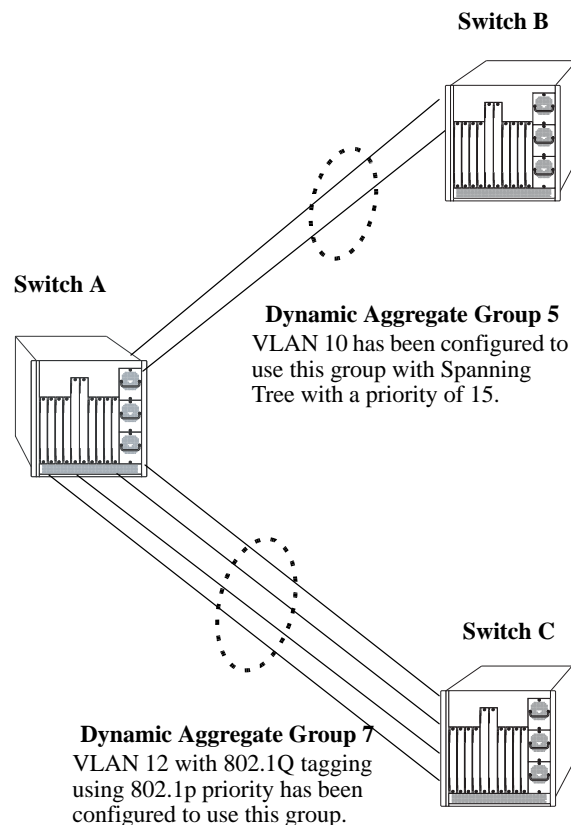 Switch B
Switch A
Dynamic Aggregate Group 5
VLAN 10 has been configured to
use this group with Spanning
Tree with a priority of 15.
Switch C
Dynamic Aggregate Group 7
VLAN 12 with 802.1Q tagging
using 802.1p priority has been
configured to use this group.